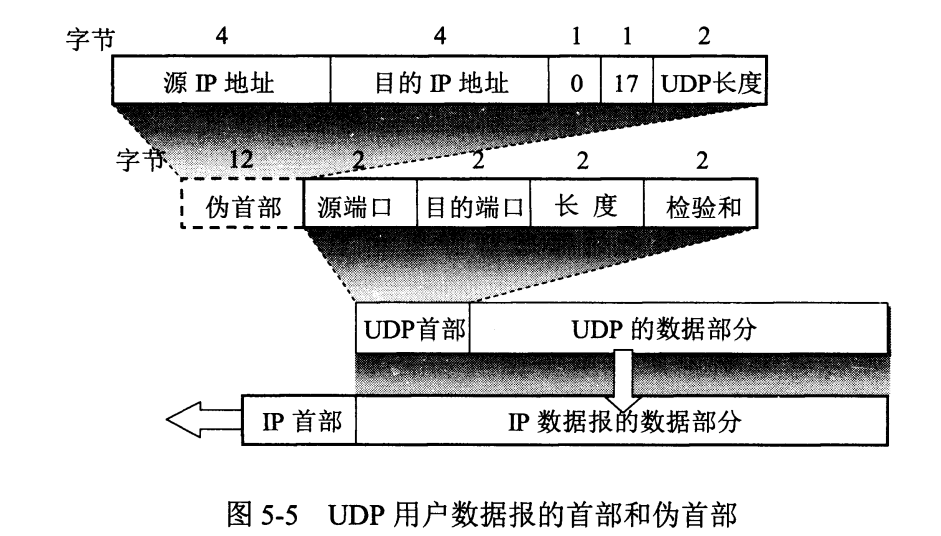 字节 4 4 1 1 2
源 IP 地址 目的 IP 地址 0 17 UDP长度
字节 12 2 2 2 2
伪首部 源端口 目的端口 长 度 检验和
UDP首部 UDP 的数据部分
IP 首部 IP 数据报的数据部分
图 5-5 UDP 用户数据报的首部和伪首部